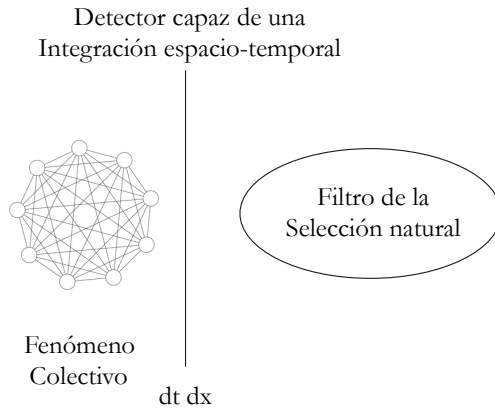 Detector capaz de una
Integración espacio-temporal
Filtro de la
Selección natural
Fenómeno
Colectivo
dt dx